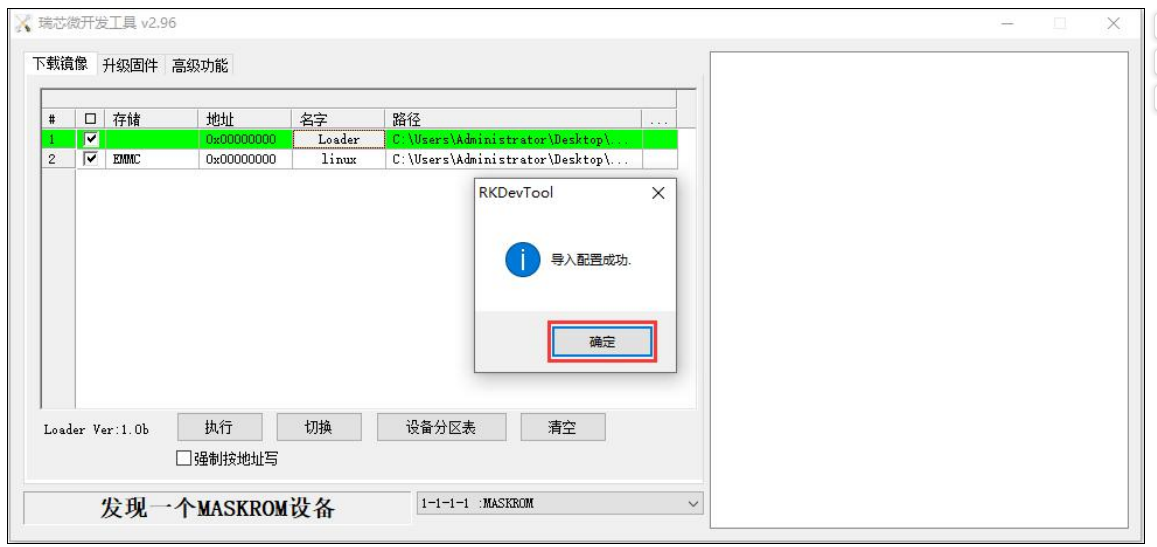 瑞芯微开发工具 v2.96
下载镜像 升级固件 高级功能
# 存储 地址 名字 路径 ...
1 0x00000000 Loader C:\Users\Administrator\Desktop\...
2 EMMC 0x00000000 linux C:\Users\Administrator\Desktop\...
RKDevTool
导入配置成功.
确定
Loader Ver:1.0b 执行 切换 设备分区表 清空
强制按地址写
发现一个MASKROM设备 1-1-1-1 :MASKROM